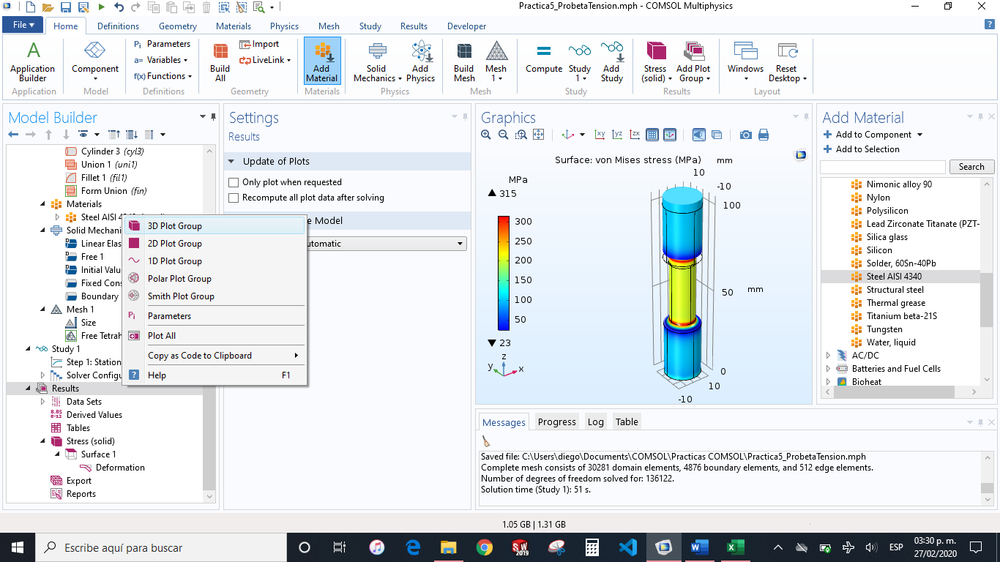 Practica5_ProbetaTension.mph - COMSOL Multiphysics
File Home Definitions Geometry Materials Physics Mesh Study Results Developer
Application Builder
Component
Pi Parameters
a= Variables
f(x) Functions
Build All
Import
LiveLink
Add Material
Solid Mechanics
Add Physics
Build Mesh
Mesh 1
Compute
Study 1
Add Study
Stress (solid)
Add Plot Group
Windows
Reset Desktop
Application Model Definitions Geometry Materials Physics Mesh Study Results Layout
Model Builder
Cylinder 3 (cyl3)
Union 1 (uni1)
Fillet 1 (fil1)
Form Union (fin)
Materials
Steel AISI
Solid Mechani
Linear Elas
Free 1
Initial Valu
Fixed Cons
Boundary
Mesh 1
Size
Free Tetrah
Study 1
Step 1: Station
Solver Configu
Results
Data Sets
8.85
e-12
Derived Values
Tables
Stress (solid)
Surface 1
Deformation
Export
Reports
3D Plot Group
2D Plot Group
1D Plot Group
Polar Plot Group
Smith Plot Group
Pi Parameters
Plot All
Copy as Code to Clipboard
? Help F1
Settings
Results
Update of Plots
Only plot when requested
Recompute all plot data after solving
e Model
utomatic
Graphics
xy yz zx
Surface: von Mises stress (MPa)
mm
MPa
315
300
250
200
150
100
50
23
10
-10
100
50
mm
0
10
-10
z
y
x
Messages Progress Log Table
Saved file: C:\Users\diego\Documents\COMSOL\Practicas COMSOL\Practica5_ProbetaTension.mph
Complete mesh consists of 30281 domain elements, 4876 boundary elements, and 512 edge elements.
Number of degrees of freedom solved for: 136122.
Solution time (Study 1): 51 s.
Add Material
Add to Component
Add to Selection
Search
Nimonic alloy 90
Nylon
Polysilicon
Lead Zirconate Titanate (PZT-
Silica glass
Silicon
Solder, 60Sn-40Pb
Steel AISI 4340
Structural steel
Thermal grease
Titanium beta-21S
Tungsten
Water, liquid
AC/DC
Batteries and Fuel Cells
Bioheat
1.05 GB | 1.31 GB
Escribe aquí para buscar
SW
2019
ESP
03:30 p. m.
27/02/2020